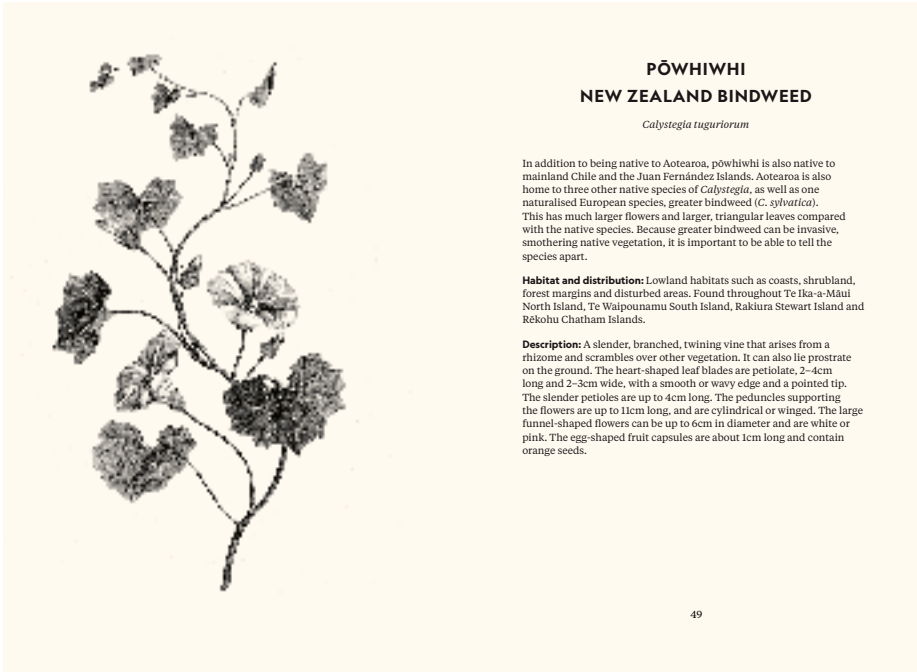 PŌWHIWHI
NEW ZEALAND BINDWEED
Calystegia tuguriorum
In addition to being native to Aotearoa, pōwhiwhi is also native to
mainland Chile and the Juan Fernández Islands. Aotearoa is also
home to three other native species of Calystegia, as well as one
naturalised European species, greater bindweed (C. sylvatica).
This has much larger flowers and larger, triangular leaves compared
with the native species. Because greater bindweed can be invasive,
smothering native vegetation, it is important to be able to tell the
species apart.
Habitat and distribution: Lowland habitats such as coasts, shrubland,
forest margins and disturbed areas. Found throughout Te Ika-a-Māui
North Island, Te Waipounamu South Island, Rakiura Stewart Island and
Rēkohu Chatham Islands.
Description: A slender, branched, twining vine that arises from a
rhizome and scrambles over other vegetation. It can also lie prostrate
on the ground. The heart-shaped leaf blades are petiolate, 2–4cm
long and 2–3cm wide, with a smooth or wavy edge and a pointed tip.
The slender petioles are up to 4cm long. The peduncles supporting
the flowers are up to 11cm long, and are cylindrical or winged. The large
funnel-shaped flowers can be up to 6cm in diameter and are white or
pink. The egg-shaped fruit capsules are about 1cm long and contain
orange seeds.
49